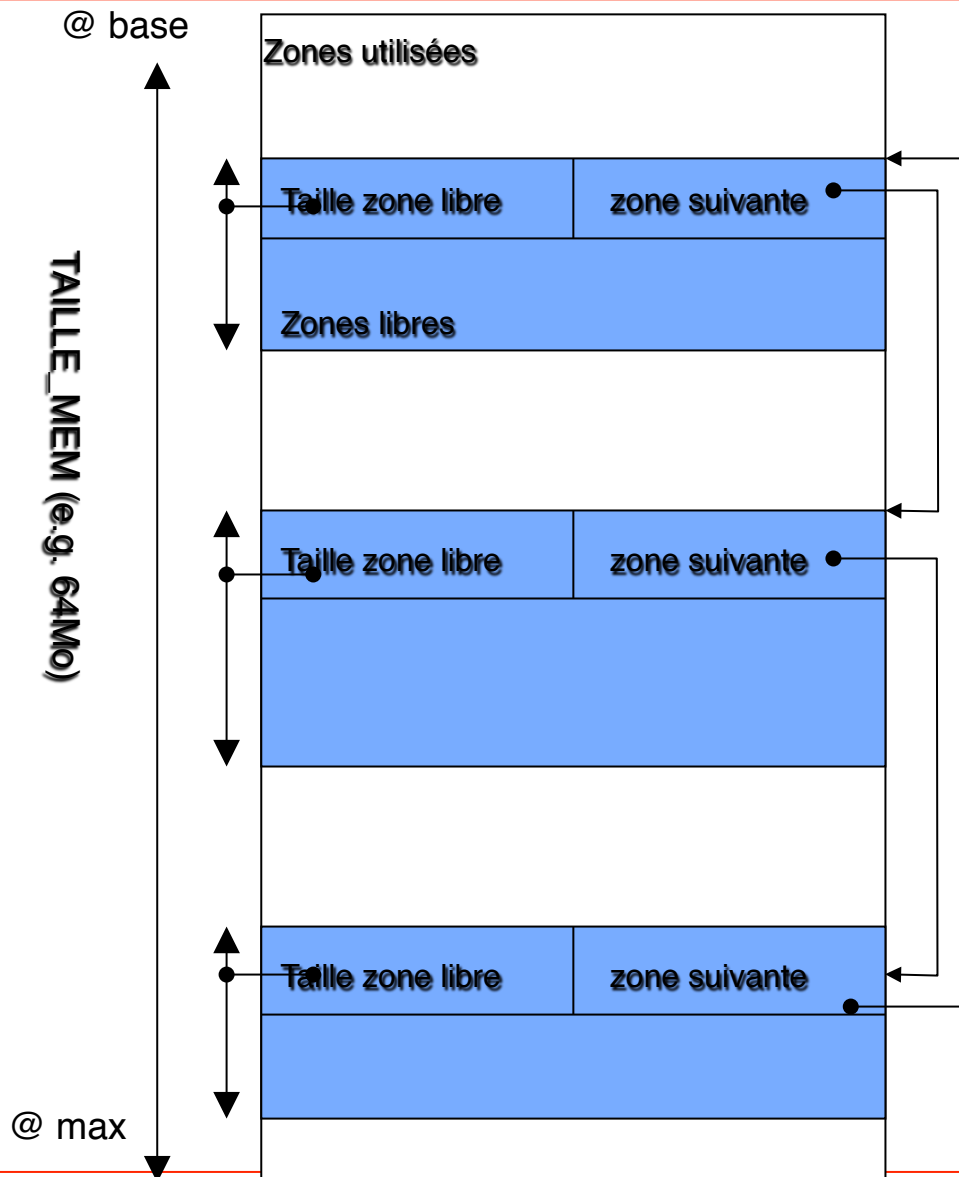 @ base
Zones utilisées
Taille zone libre
zone suivante
Zones libres
TAILLE_MEM (e.g. 64Mo)
Taille zone libre
zone suivante
Taille zone libre
zone suivante
@ max